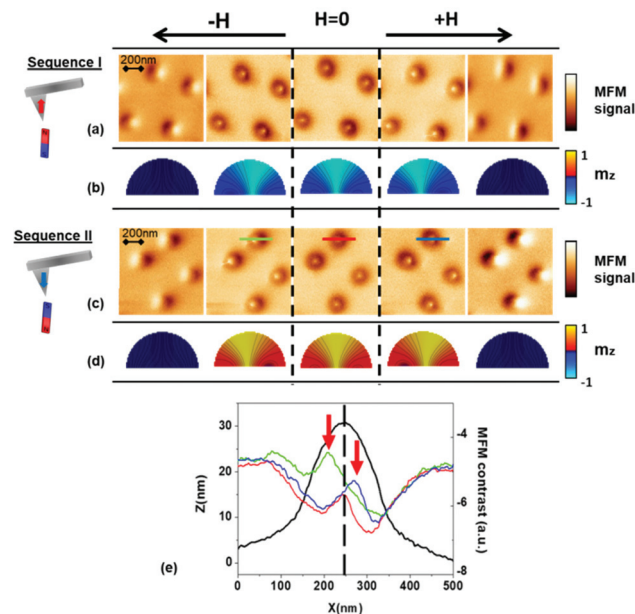 -H H=0 +H
Sequence I
200nm
MFM
signal
(a)
(b)
1
mz
-1
Sequence II
200nm
MFM
signal
(c)
(d)
1
mz
-1
30
20
10
0
Z(nm)
-4
-6
-8
MFM contrast (a.u.)
0 100 200 300 400 500
X(nm)
(e)